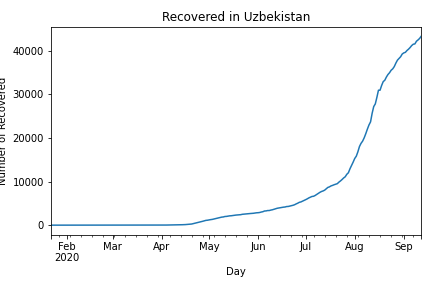 Recovered in Uzbekistan
Number of Recovered
40000
30000
20000
10000
0
Feb Mar Apr May Jun Jul Aug Sep
2020
Day